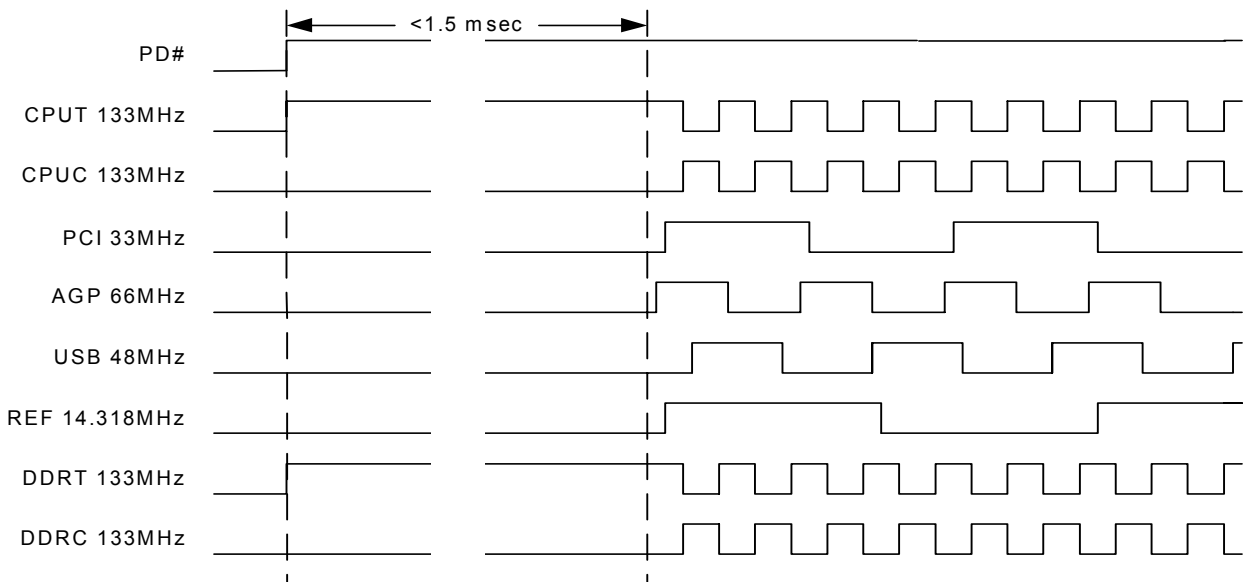 <1.5 msec
PD#
CPUT 133MHz
CPUC 133MHz
PCI 33MHz
AGP 66MHz
USB 48MHz
REF 14.318MHz
DDRT 133MHz
DDRC 133MHz